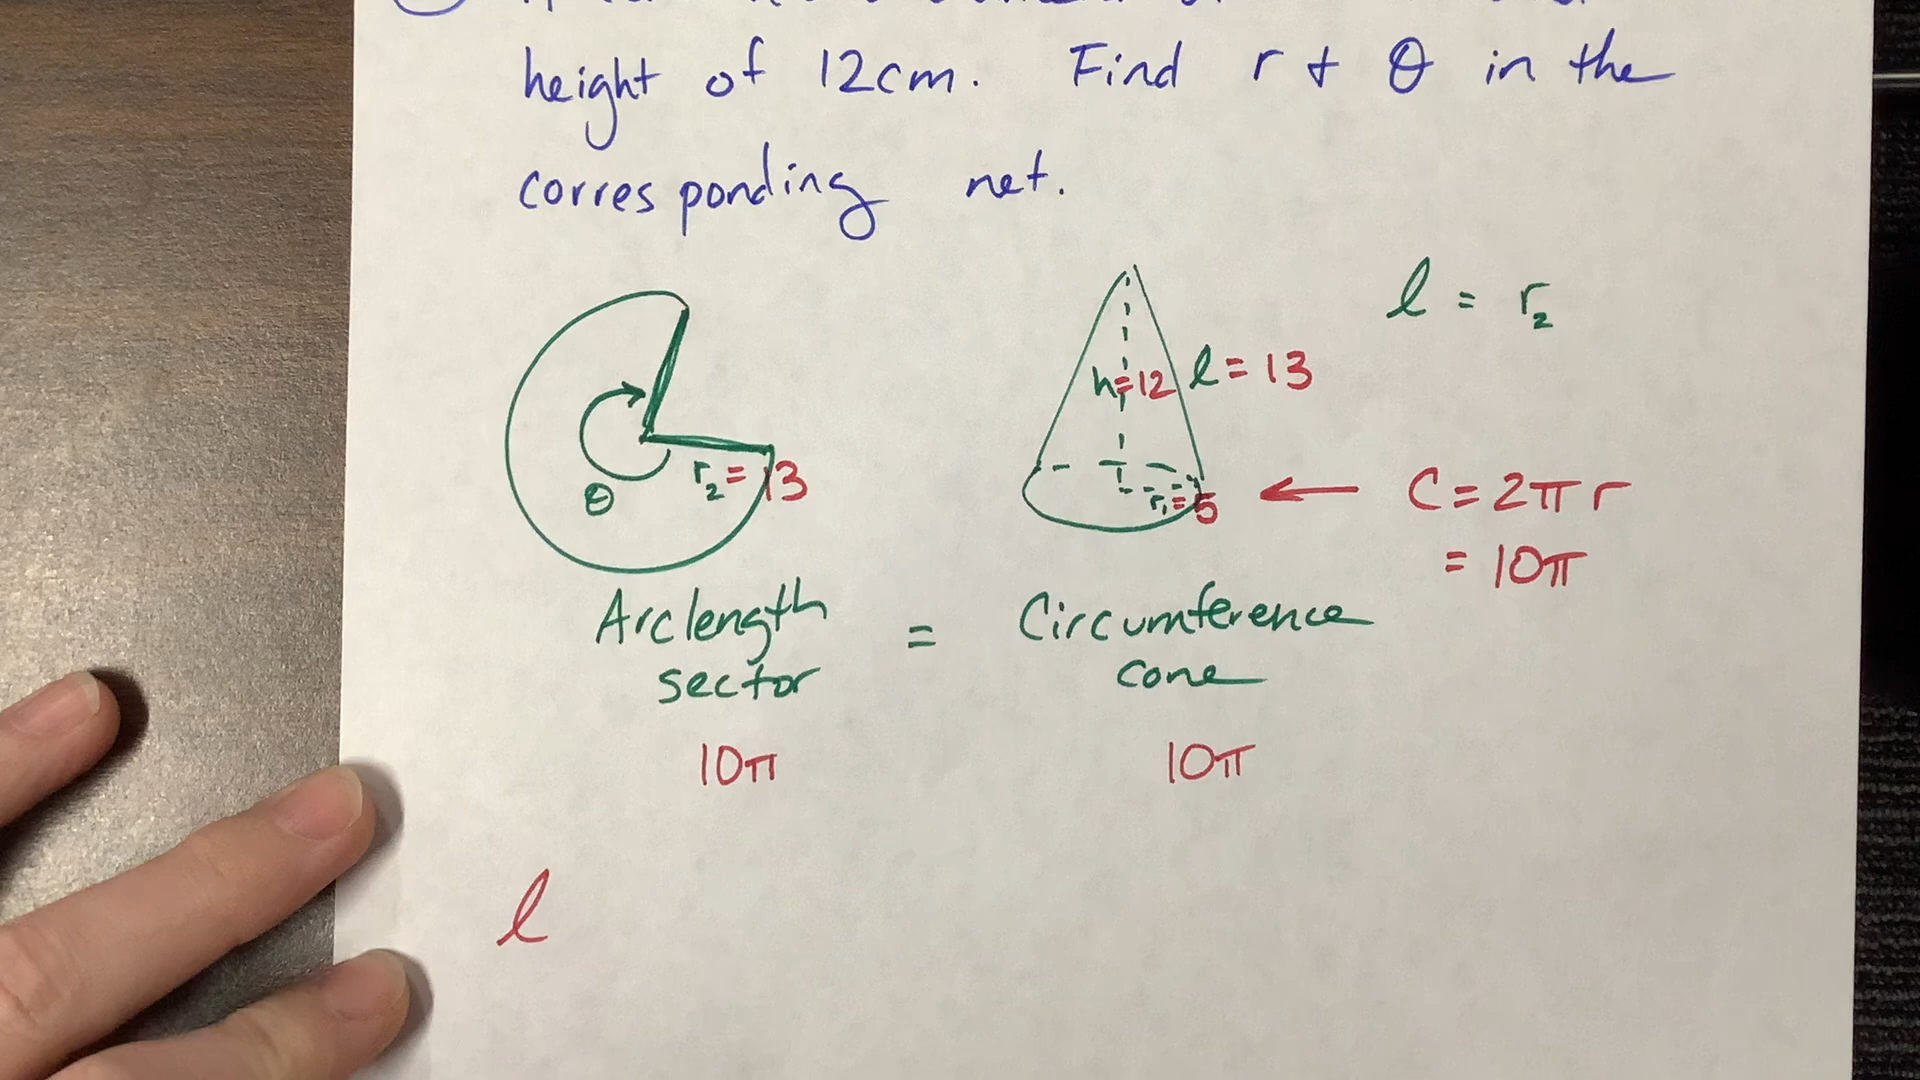 height of 12cm. Find r + θ in the
corresponding net.
l = r₂
h=12 l = 13
r₂ = 13
θ
r₁ = 5
← C = 2πr
= 10π
Arclength sector = Circumference cone
10π 10π
l